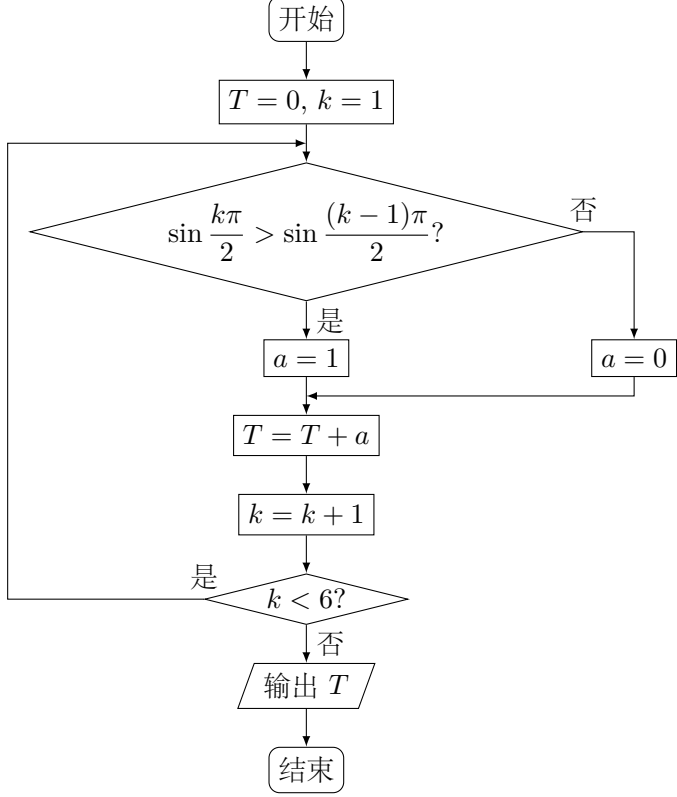 开始
T = 0, k = 1
sin kπ/2 > sin (k − 1)π/2?
否
是
a = 1
a = 0
T = T + a
k = k + 1
是
k < 6?
否
输出 T
结束